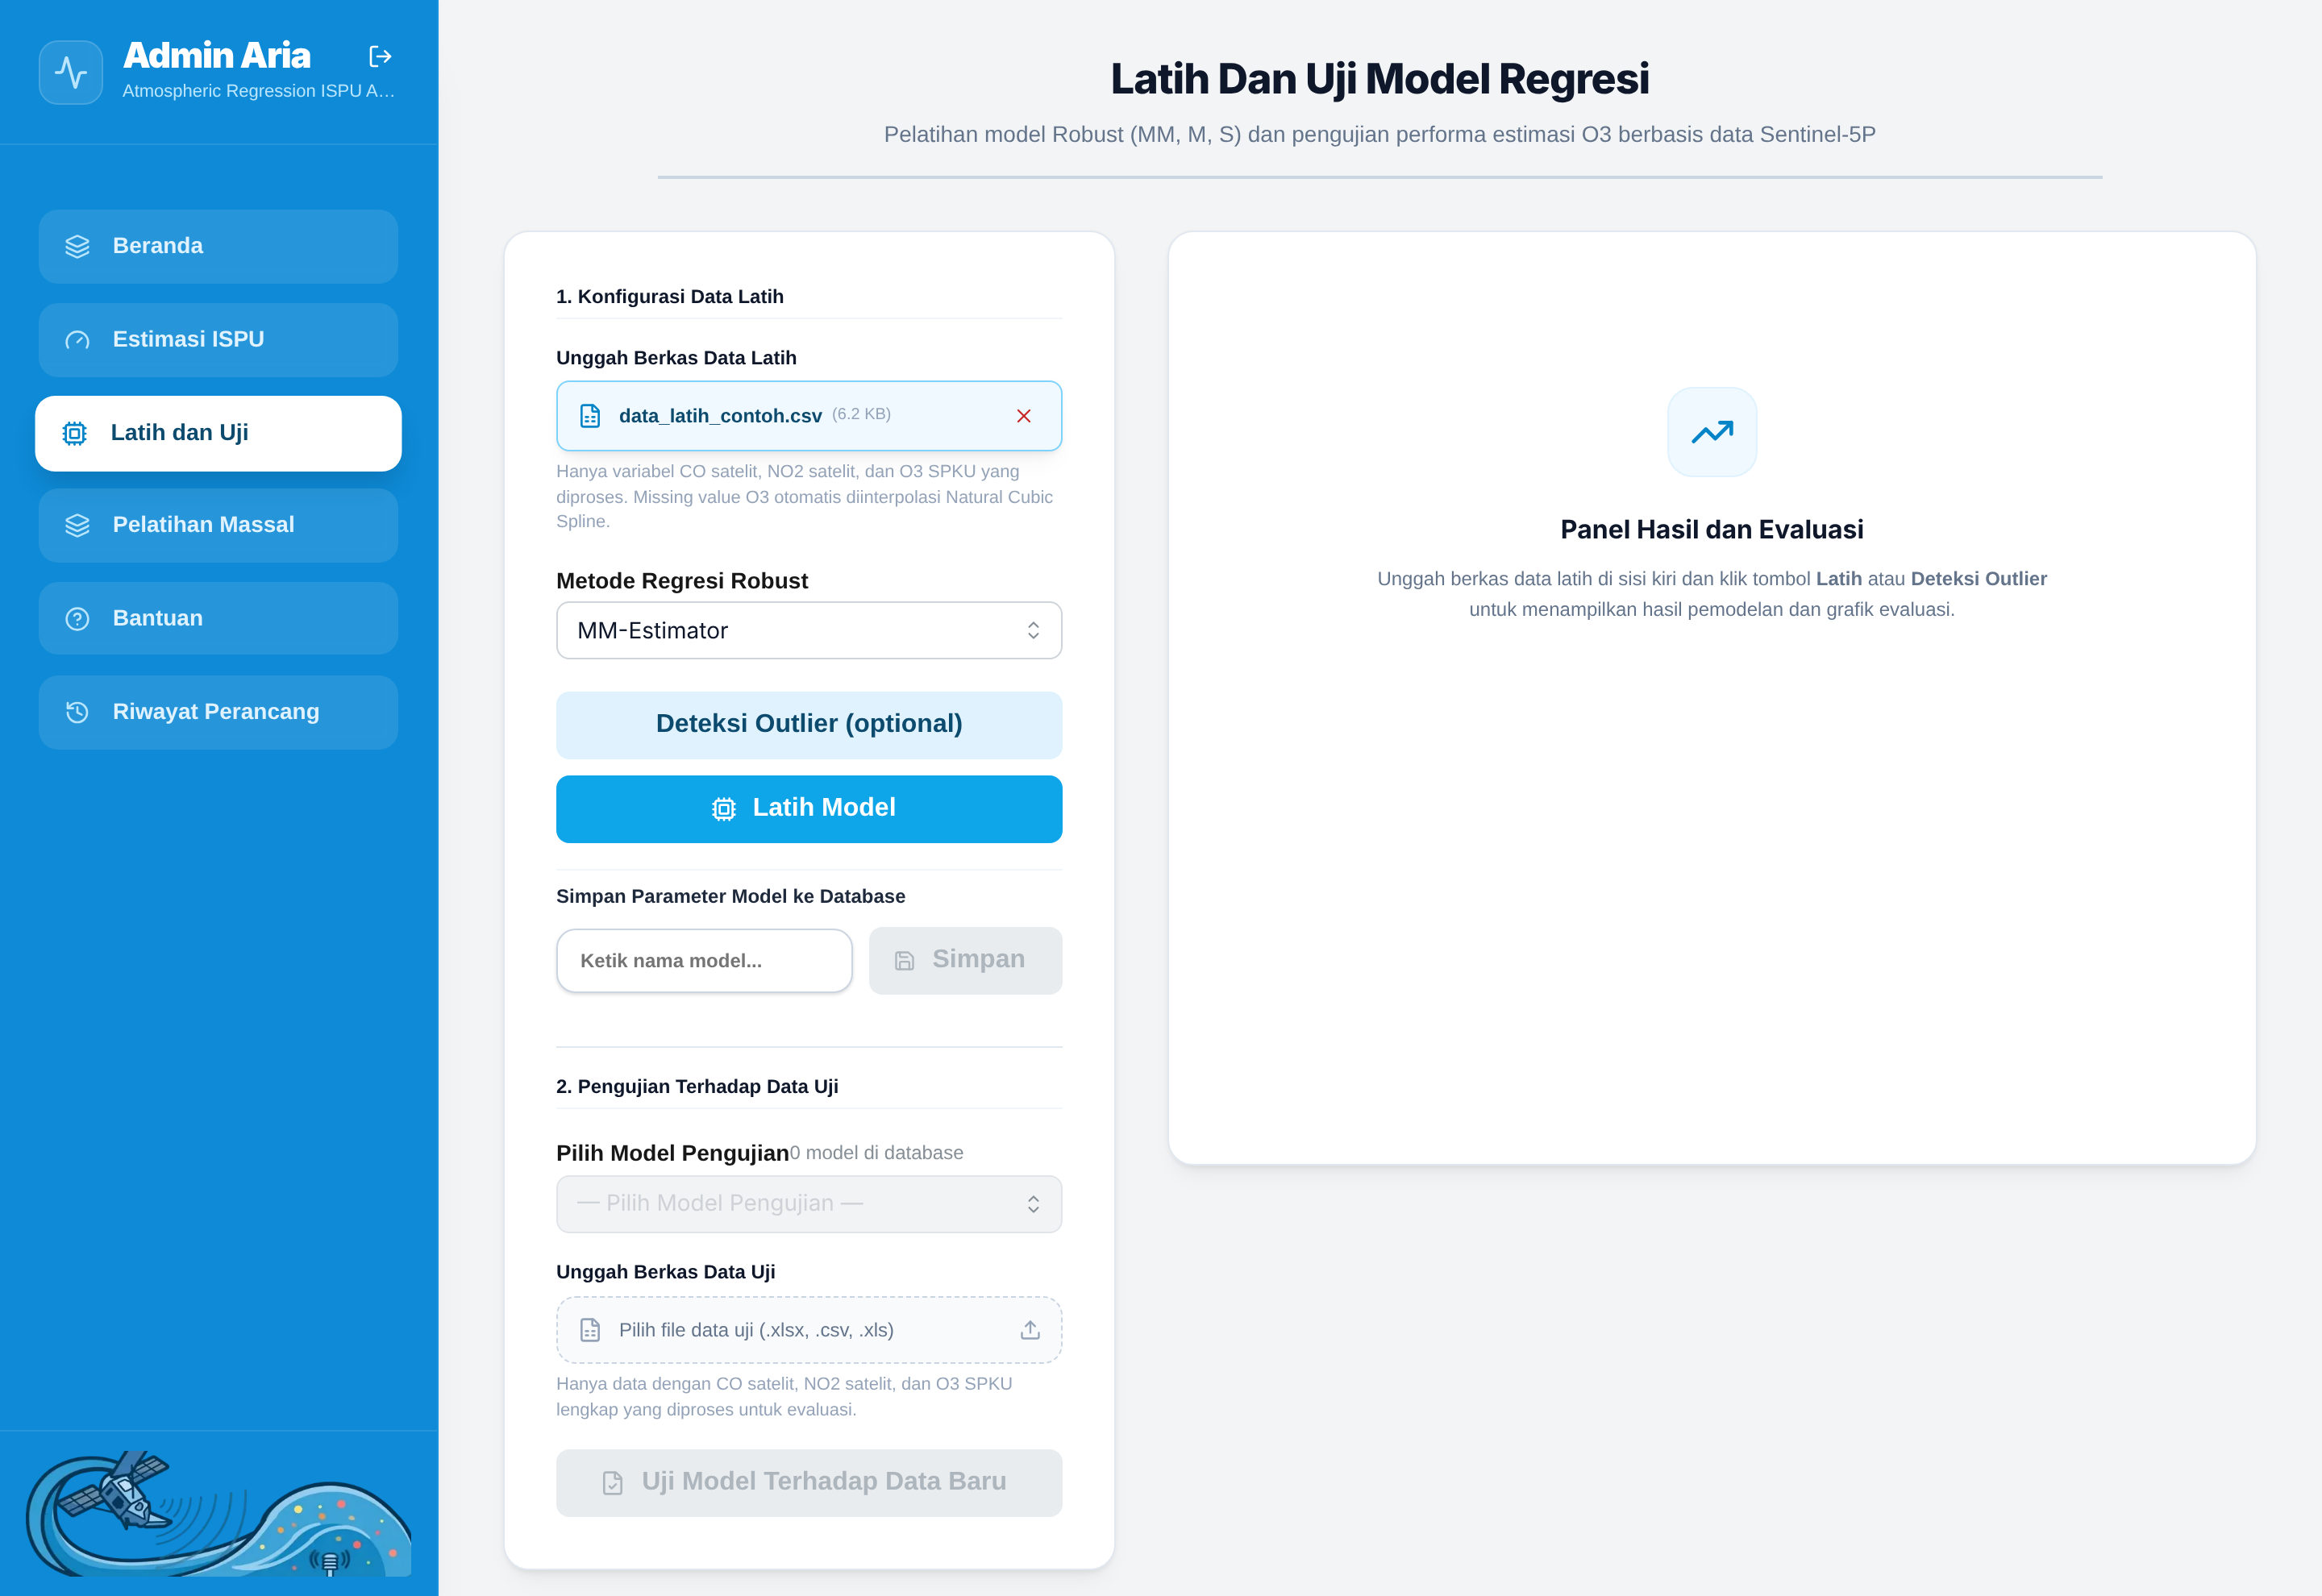 Admin Aria
Atmospheric Regression ISPU A...
Beranda
Estimasi ISPU
Latih dan Uji
Pelatihan Massal
Bantuan
Riwayat Perancang
Latih Dan Uji Model Regresi
Pelatihan model Robust (MM, M, S) dan pengujian performa estimasi O3 berbasis data Sentinel-5P
1. Konfigurasi Data Latih
Unggah Berkas Data Latih
data_latih_contoh.csv (6.2 KB)
Hanya variabel CO satelit, NO2 satelit, dan O3 SPKU yang
diproses. Missing value O3 otomatis diinterpolasi Natural Cubic
Spline.
Metode Regresi Robust
MM-Estimator
Deteksi Outlier (optional)
Latih Model
Simpan Parameter Model ke Database
Ketik nama model...
Simpan
2. Pengujian Terhadap Data Uji
Pilih Model Pengujian0 model di database
— Pilih Model Pengujian —
Unggah Berkas Data Uji
Pilih file data uji (.xlsx, .csv, .xls)
Hanya data dengan CO satelit, NO2 satelit, dan O3 SPKU
lengkap yang diproses untuk evaluasi.
Uji Model Terhadap Data Baru
Panel Hasil dan Evaluasi
Unggah berkas data latih di sisi kiri dan klik tombol Latih atau Deteksi Outlier
untuk menampilkan hasil pemodelan dan grafik evaluasi.